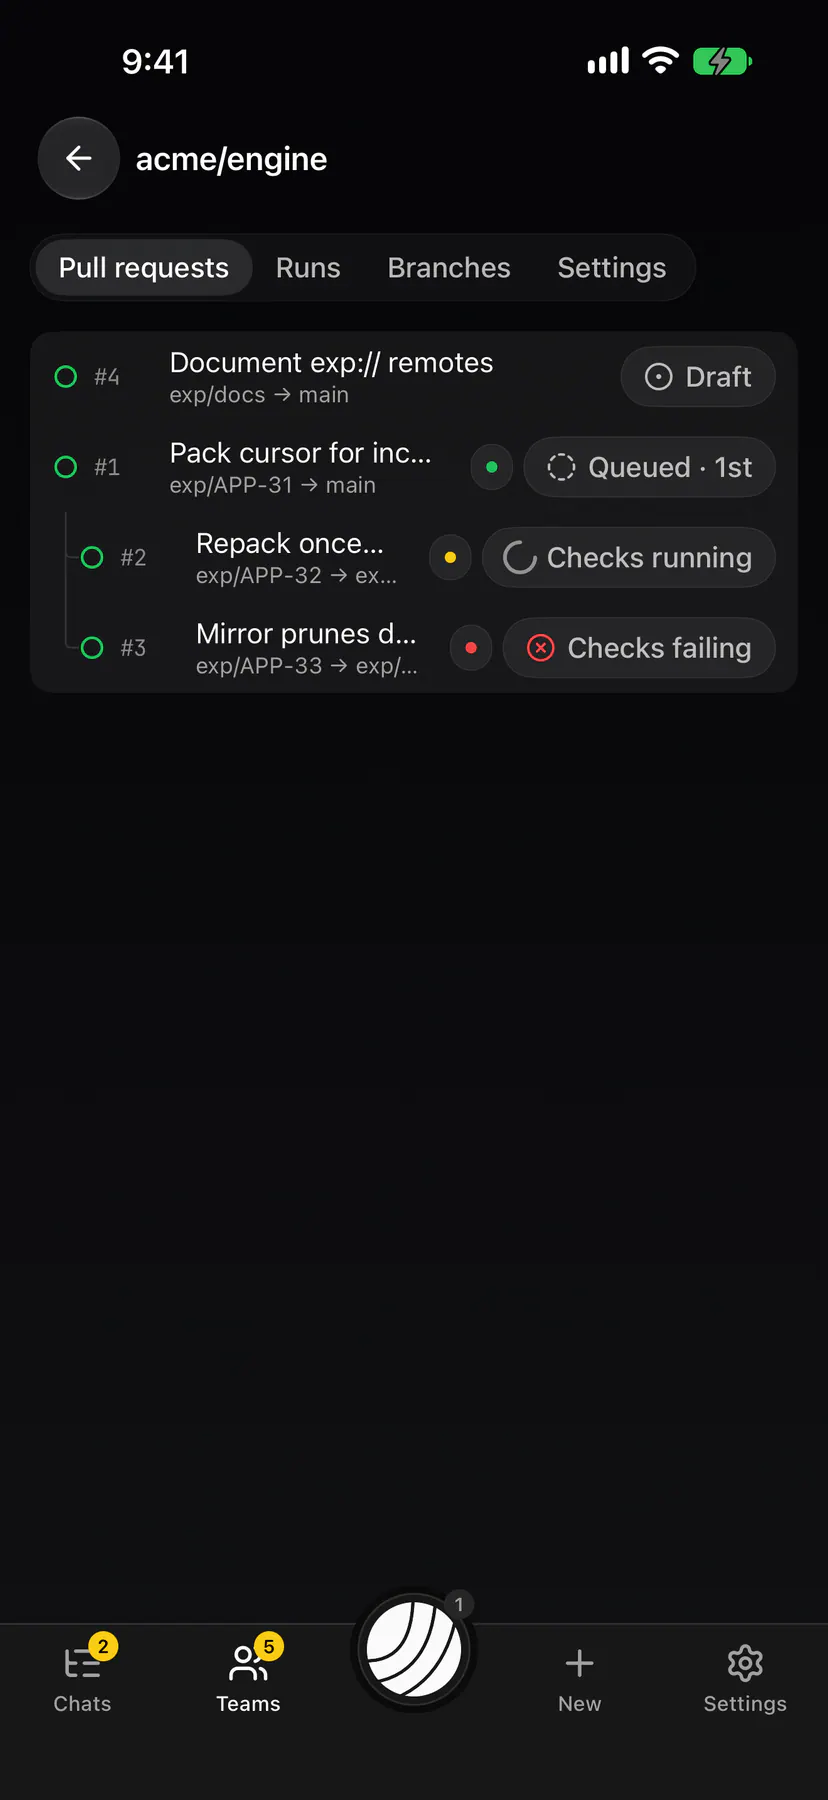 9:41
acme/engine
Pull requests
Runs
Branches
Settings
#4
Document exp:// remotes
exp/docs → main
Draft
#1
Pack cursor for inc...
exp/APP-31 → main
Queued · 1st
#2
Repack once...
exp/APP-32 → ex...
Checks running
#3
Mirror prunes d...
exp/APP-33 → exp/...
Checks failing
1
2
5
Chats
Teams
New
Settings